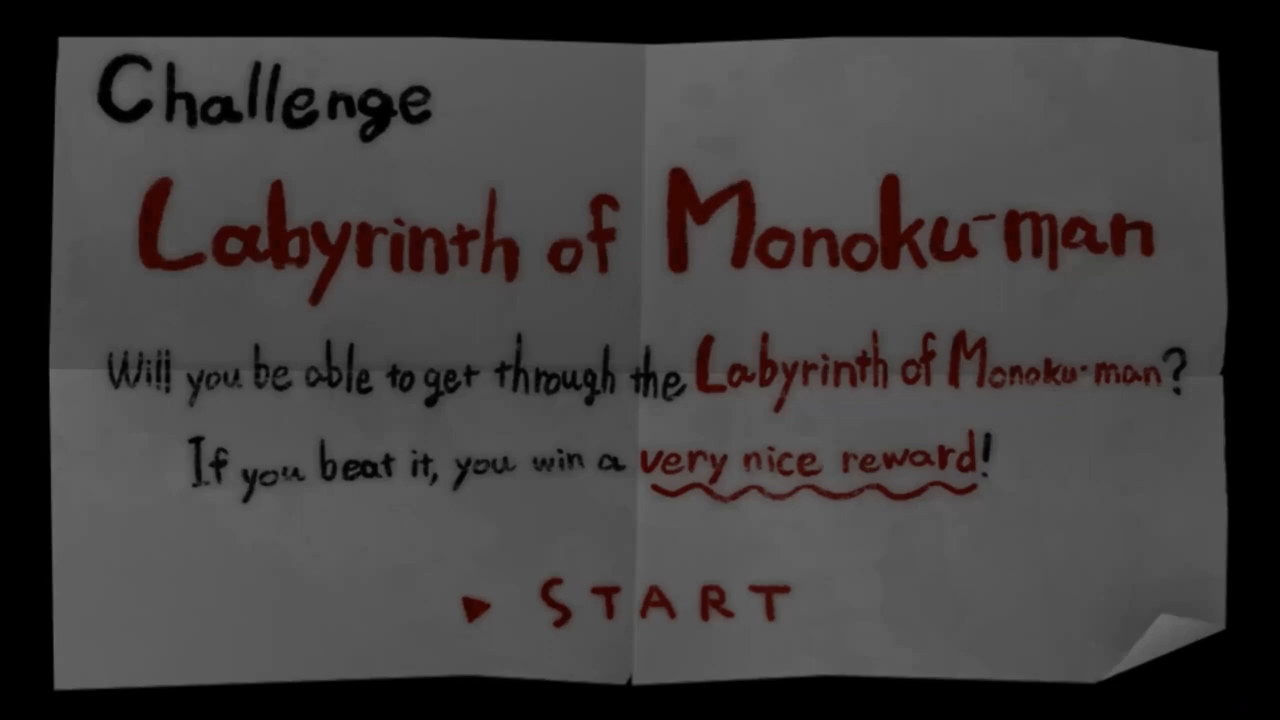 Challenge
Labyrinth of Monoku-man
Will you be able to get through the Labyrinth of Monoku-man?
If you beat it, you win a very nice reward!
▶ START